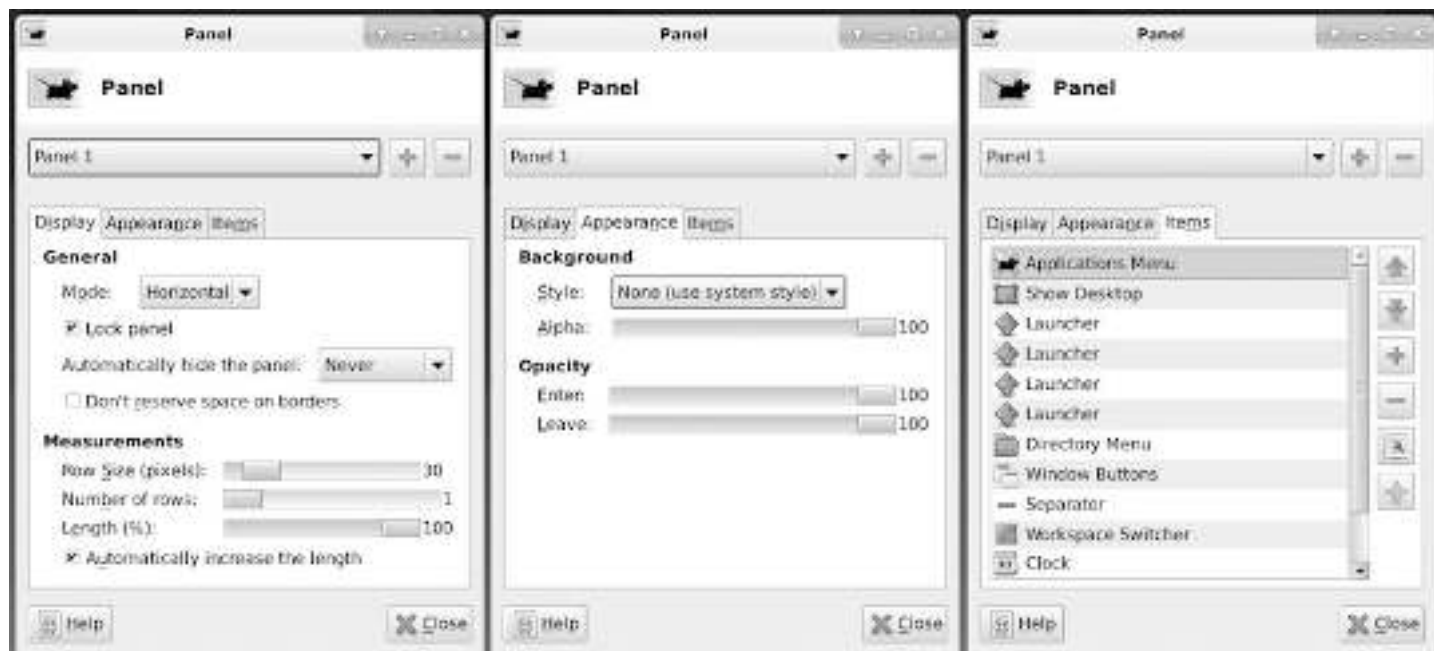 Panel
Panel
Panel 1
Display Appearance Items
General
Mode: Horizontal
Lock panel
Automatically hide the panel: Never
Don't reserve space on borders
Measurements
Row Size (pixels): 30
Number of rows: 1
Length (%): 100
Automatically increase the length
Help Close
Panel
Panel
Panel 1
Display Appearance Items
Background
Style: None (use system style)
Alpha: 100
Opacity
Enter: 100
Leave: 100
Help Close
Panel
Panel
Panel 1
Display Appearance Items
Applications Menu
Show Desktop
Launcher
Launcher
Launcher
Launcher
Directory Menu
Window Buttons
Separator
Workspace Switcher
Clock
Help Close